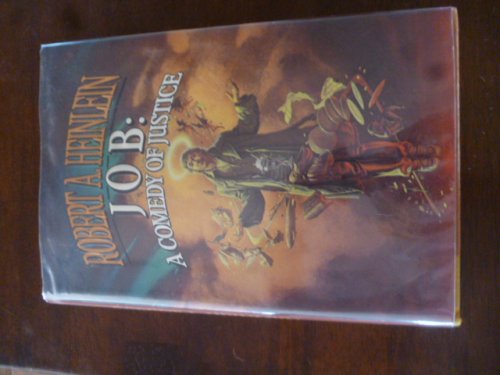 ROBERT A. HEINLEIN
JOB:
A COMEDY OF JUSTICE